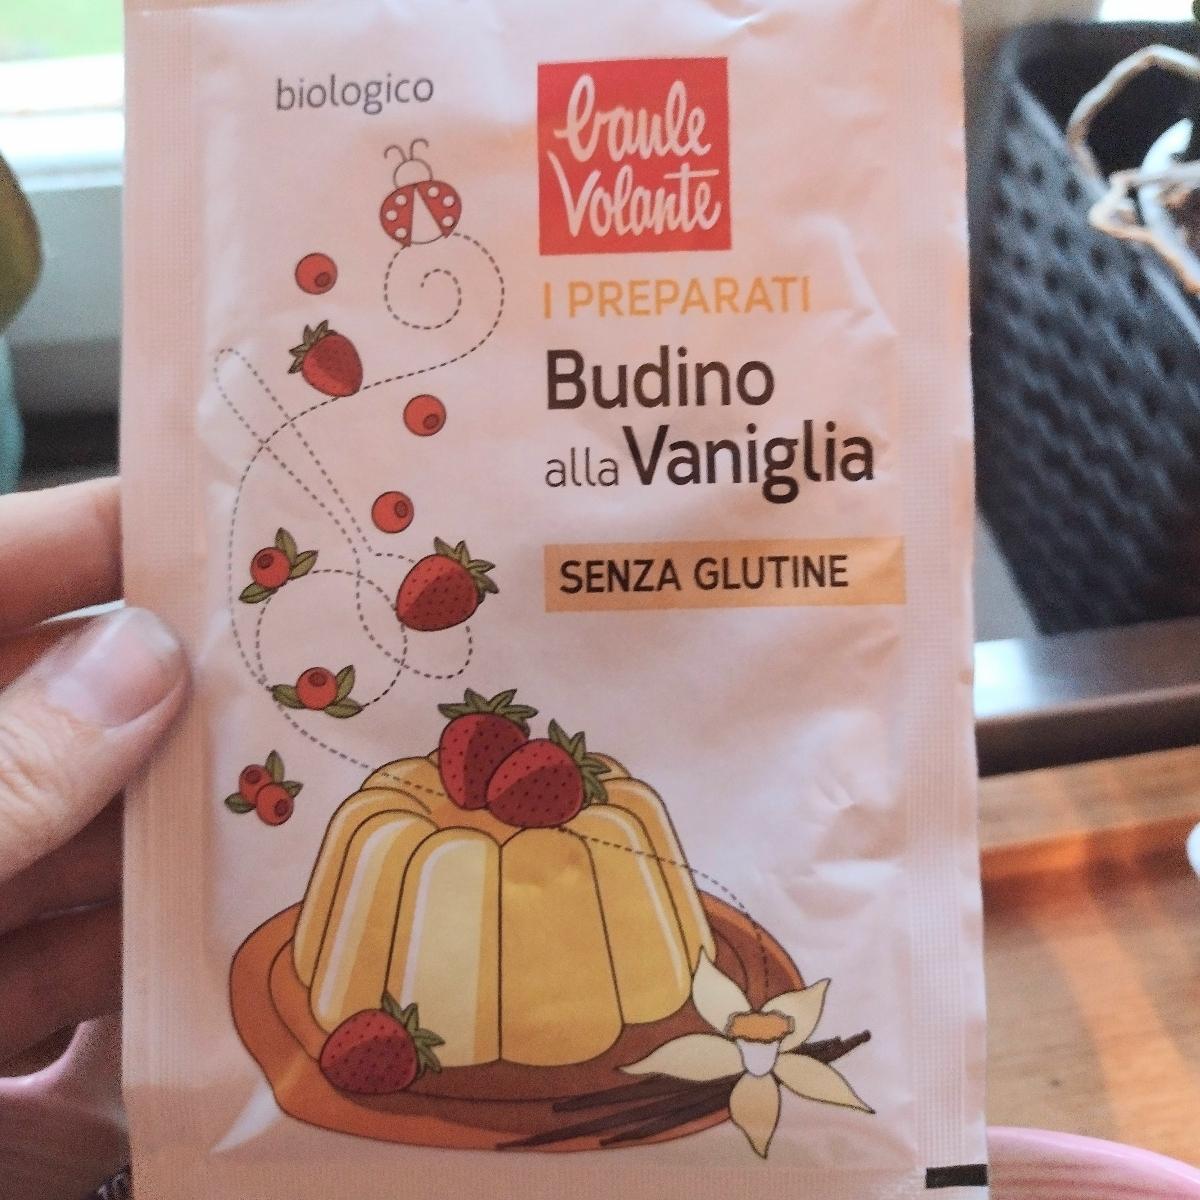 biologico
baule
volante
I PREPARATI
Budino
alla Vaniglia
SENZA GLUTINE